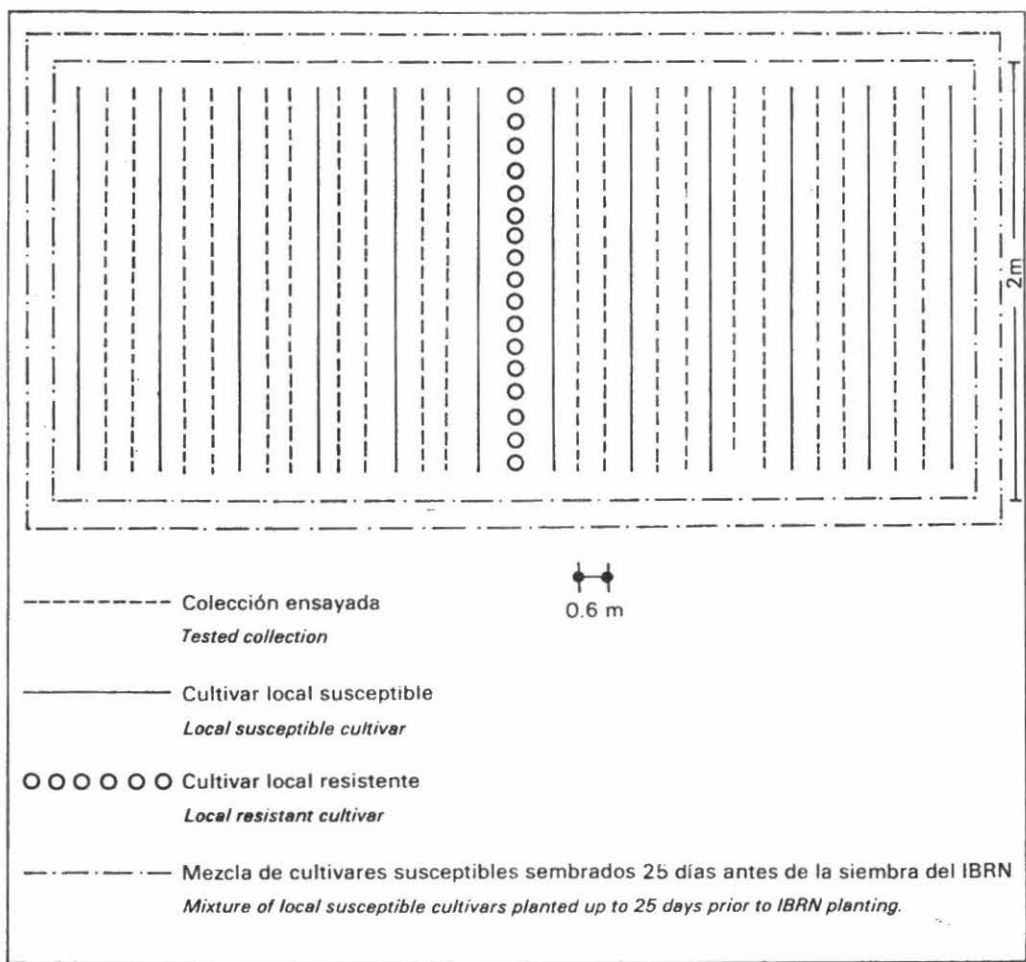 2m
0.6 m
Colección ensayada
Tested collection
Cultivar local susceptible
Local susceptible cultivar
Cultivar local resistente
Local resistant cultivar
Mezcla de cultivares susceptibles sembrados 25 días antes de la siembra del IBRN
Mixture of local susceptible cultivars planted up to 25 days prior to IBRN planting.